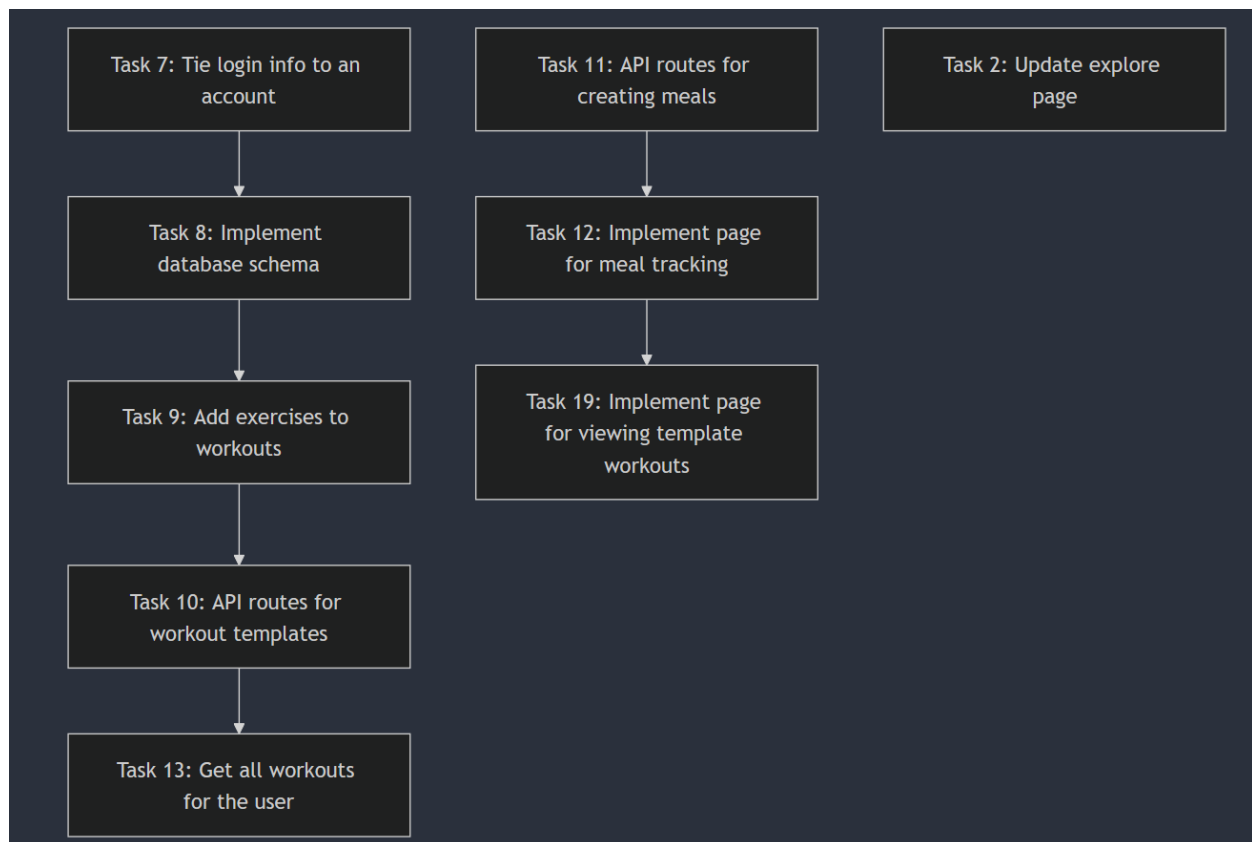 Task 7: Tie login info to an
account
Task 11: API routes for
creating meals
Task 2: Update explore
page
Task 8: Implement
database schema
Task 12: Implement page
for meal tracking
Task 9: Add exercises to
workouts
Task 19: Implement page
for viewing template
workouts
Task 10: API routes for
workout templates
Task 13: Get all workouts
for the user